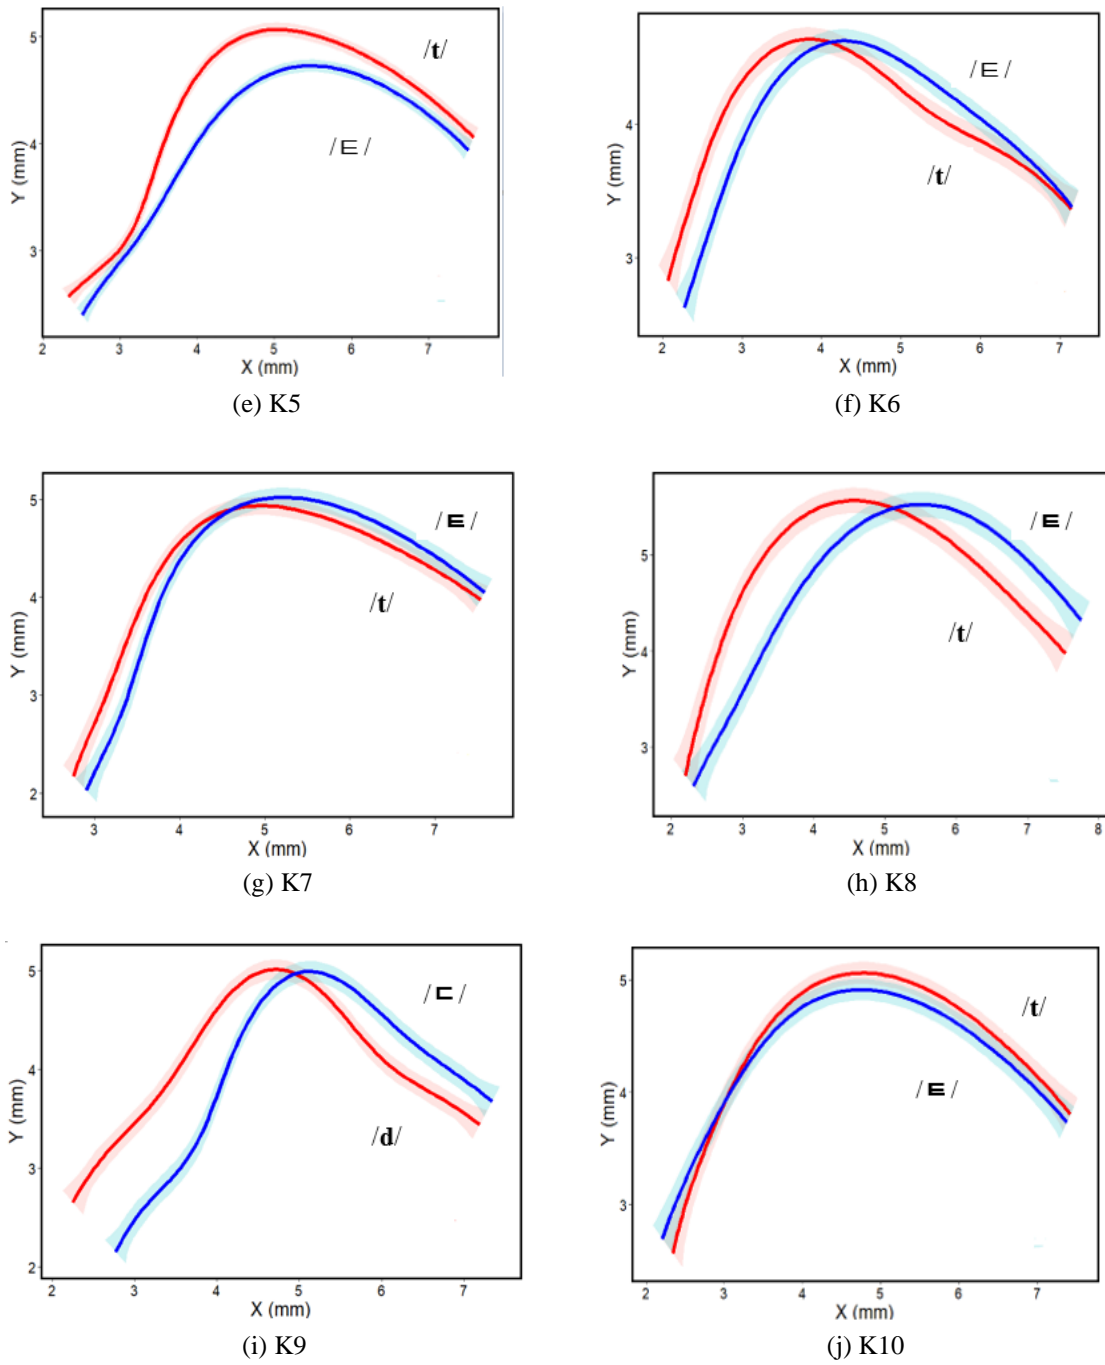 5
4
3
Y (mm)
/t/
/ㅌ/
2 3 4 5 6 7
X (mm)
(e) K5
4
3
Y (mm)
/ㅌ/
/t/
2 3 4 5 6 7
X (mm)
(f) K6
5
4
3
2
Y (mm)
/ㅌ/
/t/
3 4 5 6 7
X (mm)
(g) K7
5
4
3
Y (mm)
/ㅌ/
/t/
2 3 4 5 6 7 8
X (mm)
(h) K8
5
4
3
2
Y (mm)
/ㄷ/
/d/
2 3 4 5 6 7
X (mm)
(i) K9
5
4
3
Y (mm)
/t/
/ㅌ/
2 3 4 5 6 7
X (mm)
(j) K10